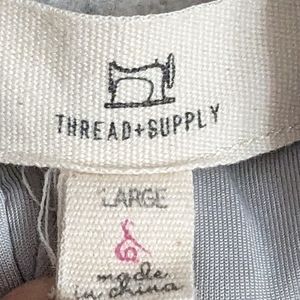 THREAD+SUPPLY
LARGE
made
in china